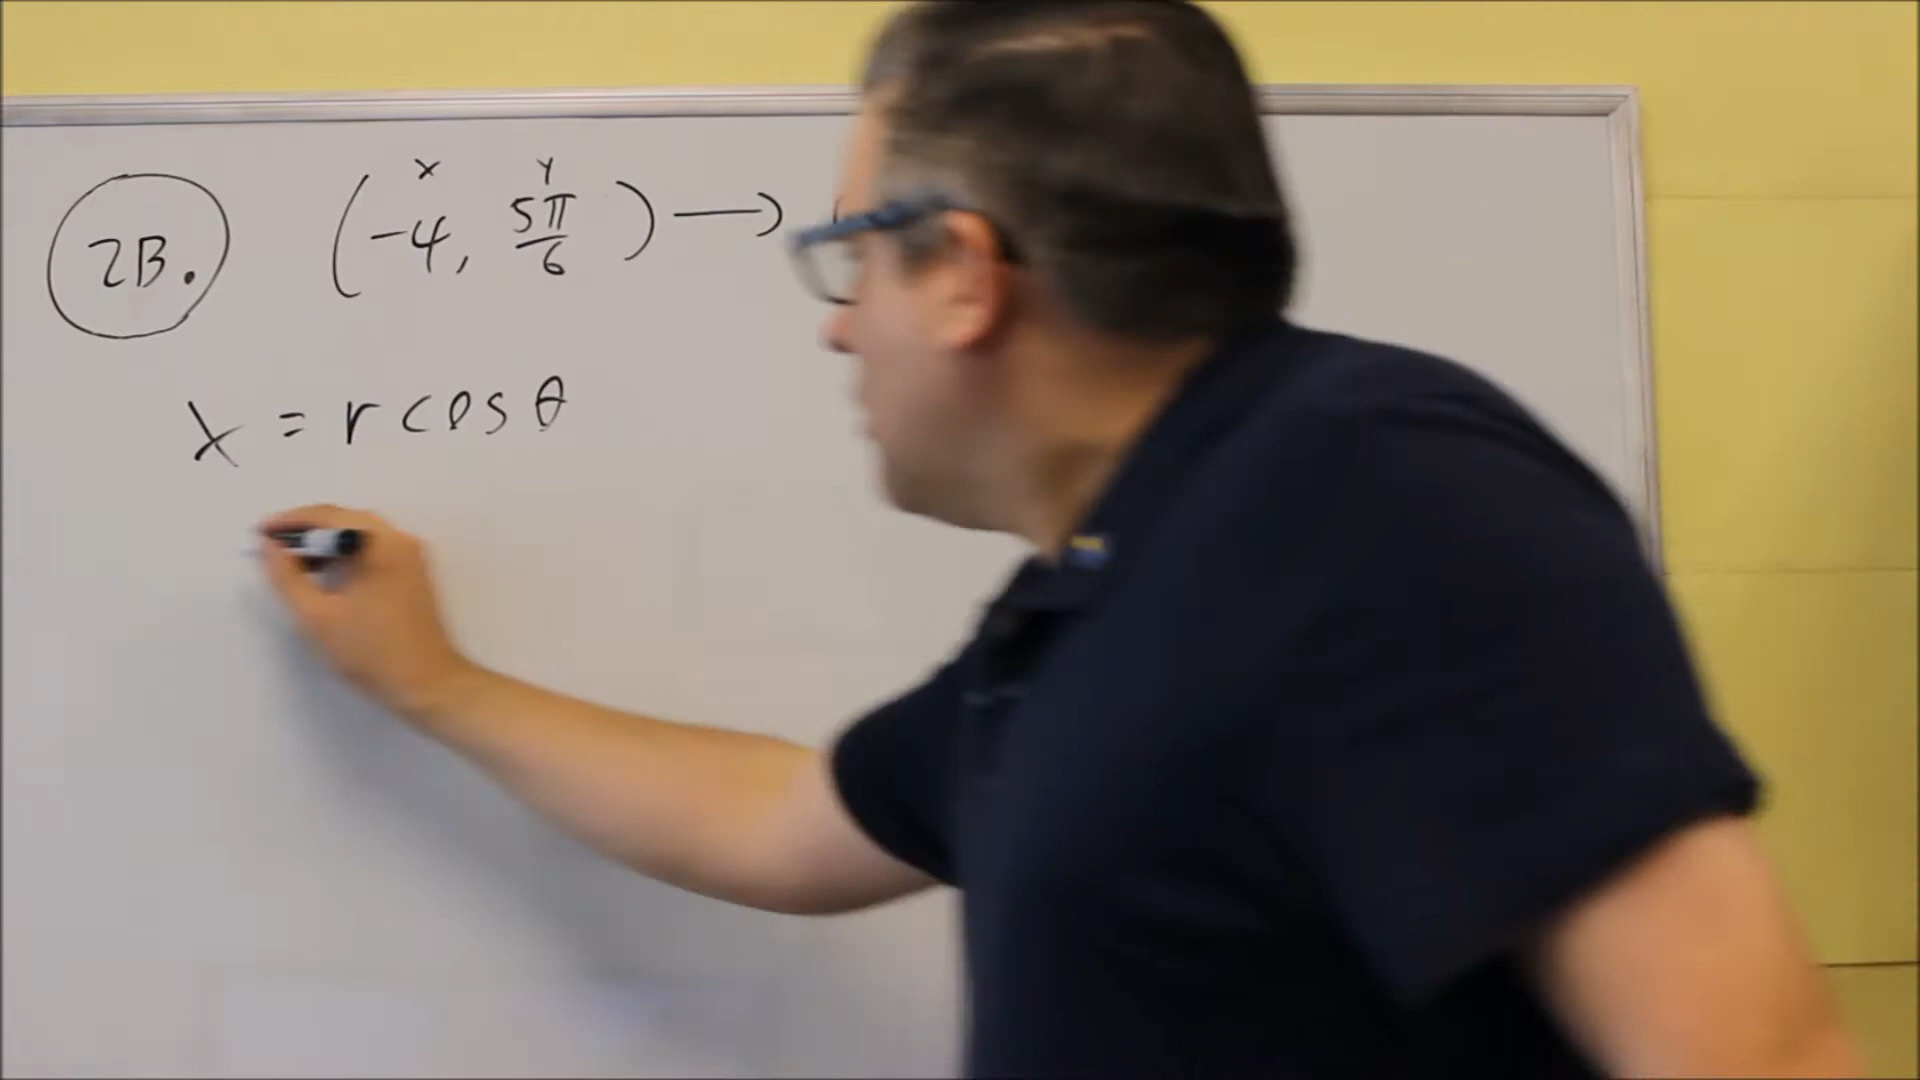 x y
2B. (-4, 5π/6) →
x = r cos θ